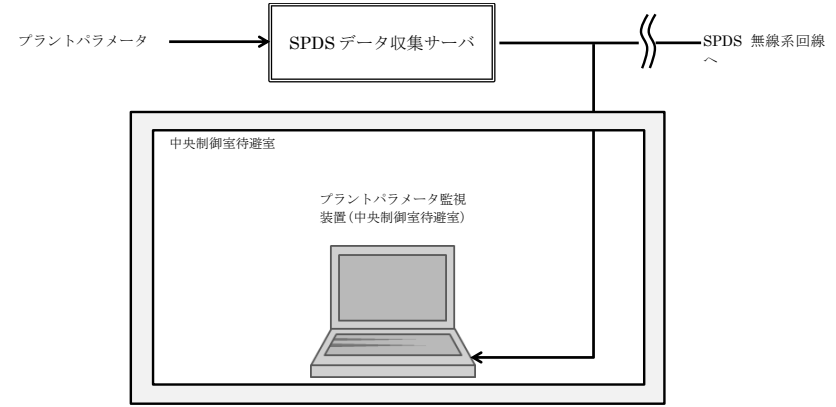 プラントパラメータ
SPDS データ収集サーバ
SPDS 無線系回線
へ
中央制御室待避室
プラントパラメータ監視
装置(中央制御室待避室)